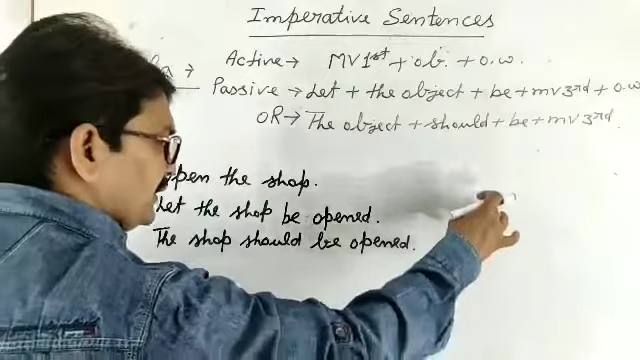 Imperative Sentences
Active → MV1st + ob. + O.W.
Passive → Let + the object + be + mv3rd + O.W
OR → The object + should + be + mv3rd.
open the shop.
Let the shop be opened.
The shop should be opened.